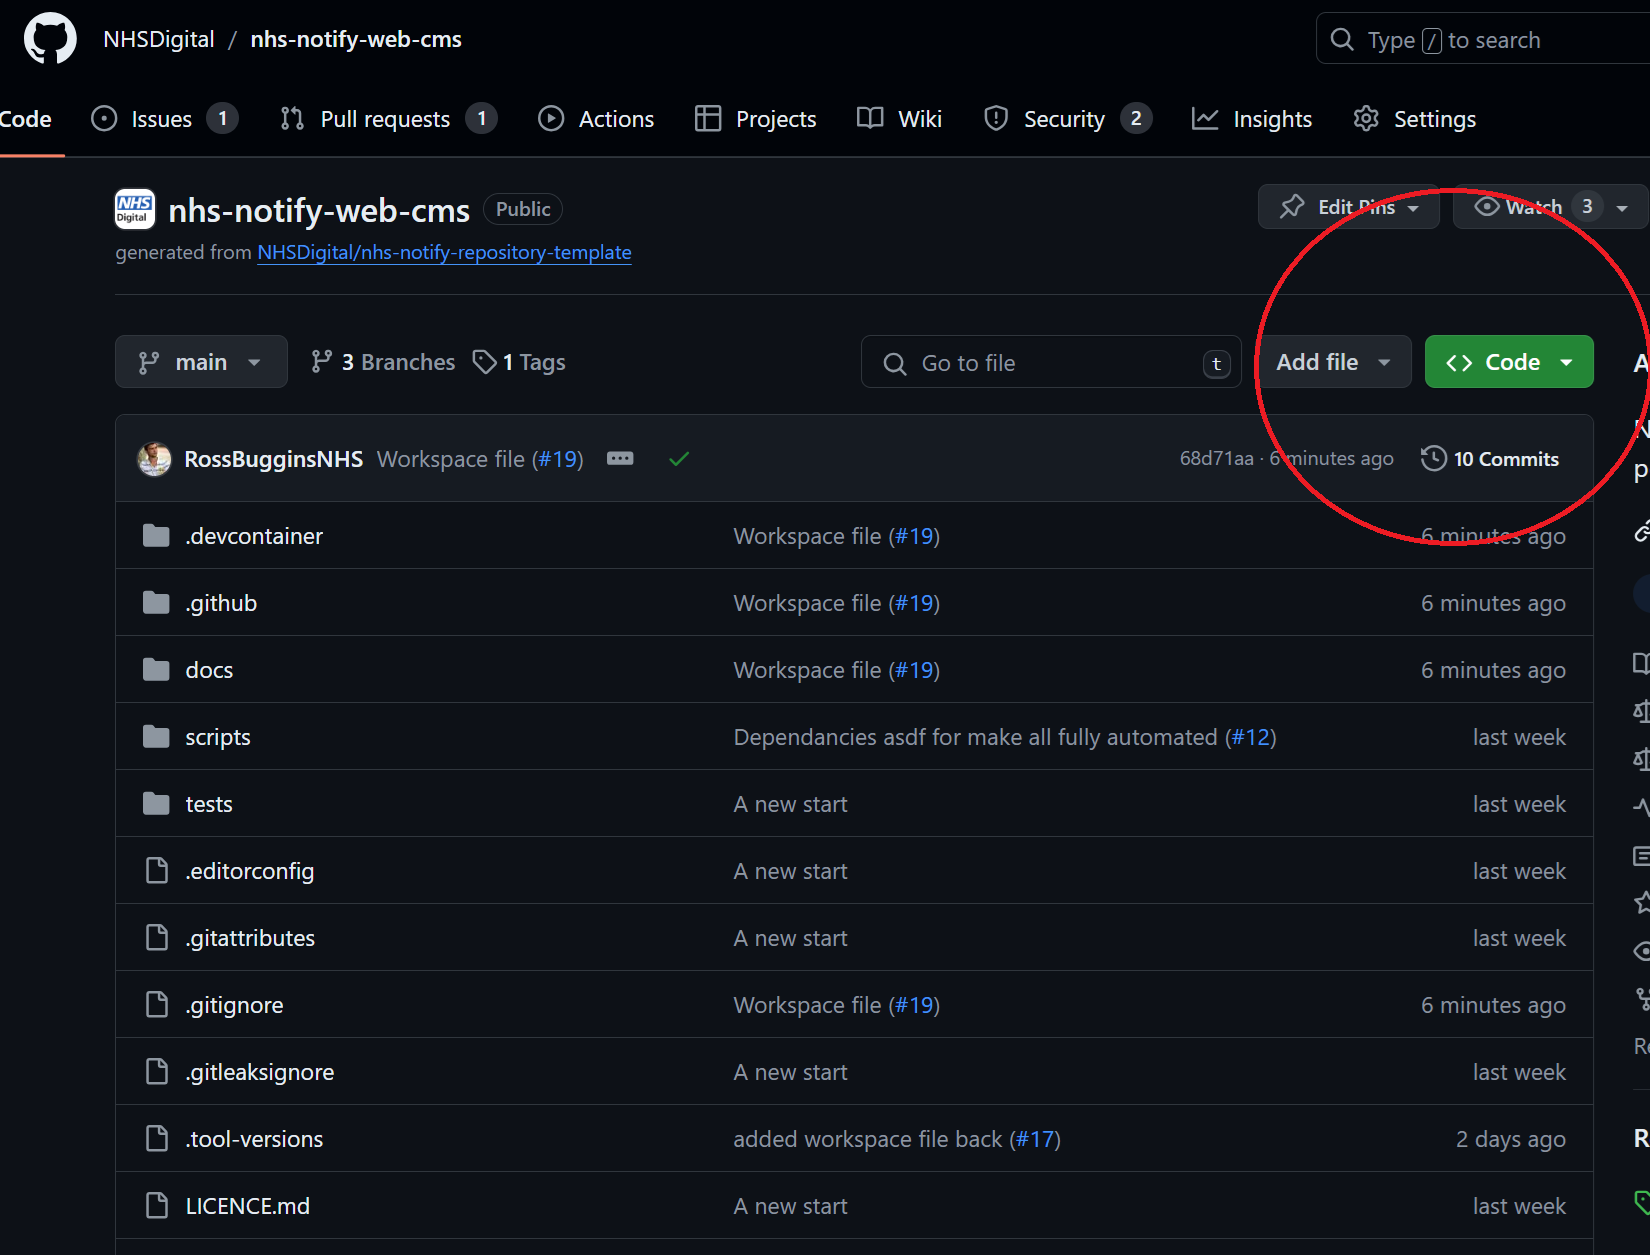 NHSDigital / nhs-notify-web-cms
Type / to search
Code Issues 1 Pull requests 1 Actions Projects Wiki Security 2 Insights Settings
NHS Digital nhs-notify-web-cms Public
Edit Pins Watch 3
generated from NHSDigital/nhs-notify-repository-template
main 3 Branches 1 Tags Go to file t Add file <> Code
RossBugginsNHS Workspace file (#19) 68d71aa · 6 minutes ago 10 Commits
.devcontainer Workspace file (#19) 6 minutes ago
.github Workspace file (#19) 6 minutes ago
docs Workspace file (#19) 6 minutes ago
scripts Dependancies asdf for make all fully automated (#12) last week
tests A new start last week
.editorconfig A new start last week
.gitattributes A new start last week
.gitignore Workspace file (#19) 6 minutes ago
.gitleaksignore A new start last week
.tool-versions added workspace file back (#17) 2 days ago
LICENCE.md A new start last week